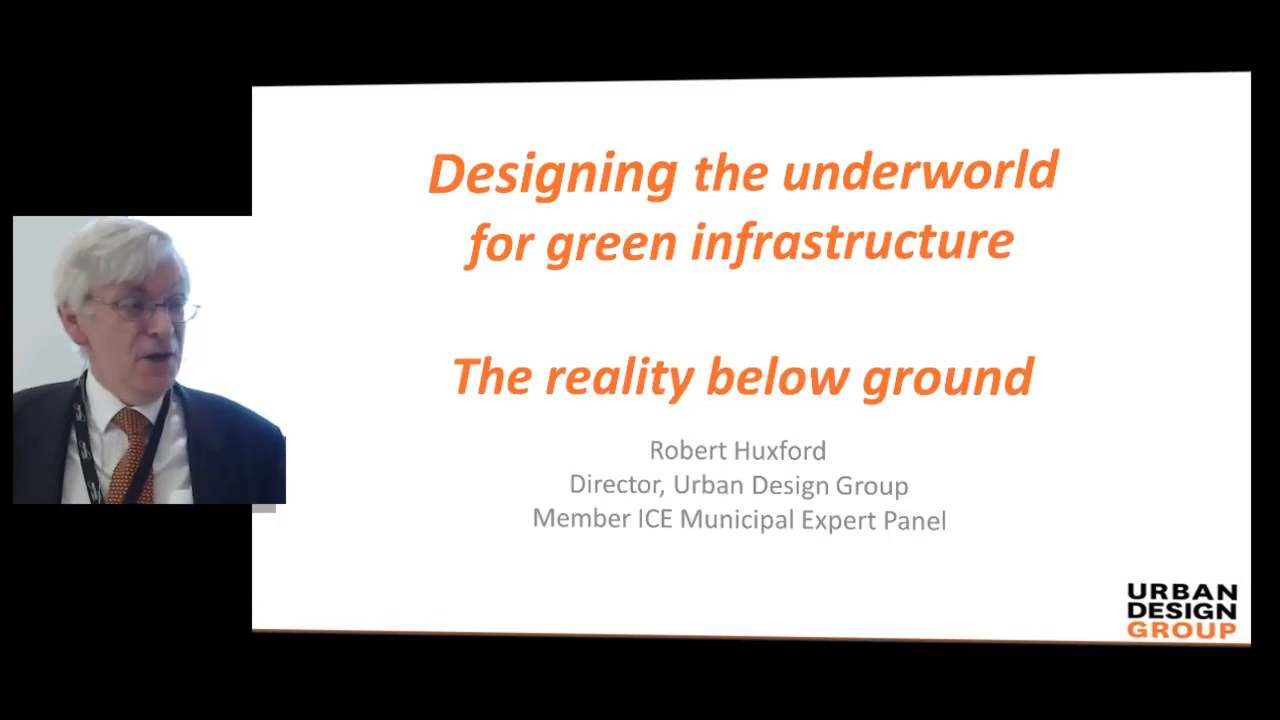 Designing the underworld
for green infrastructure
The reality below ground
Robert Huxford
Director, Urban Design Group
Member ICE Municipal Expert Panel
URBAN
DESIGN
GROUP